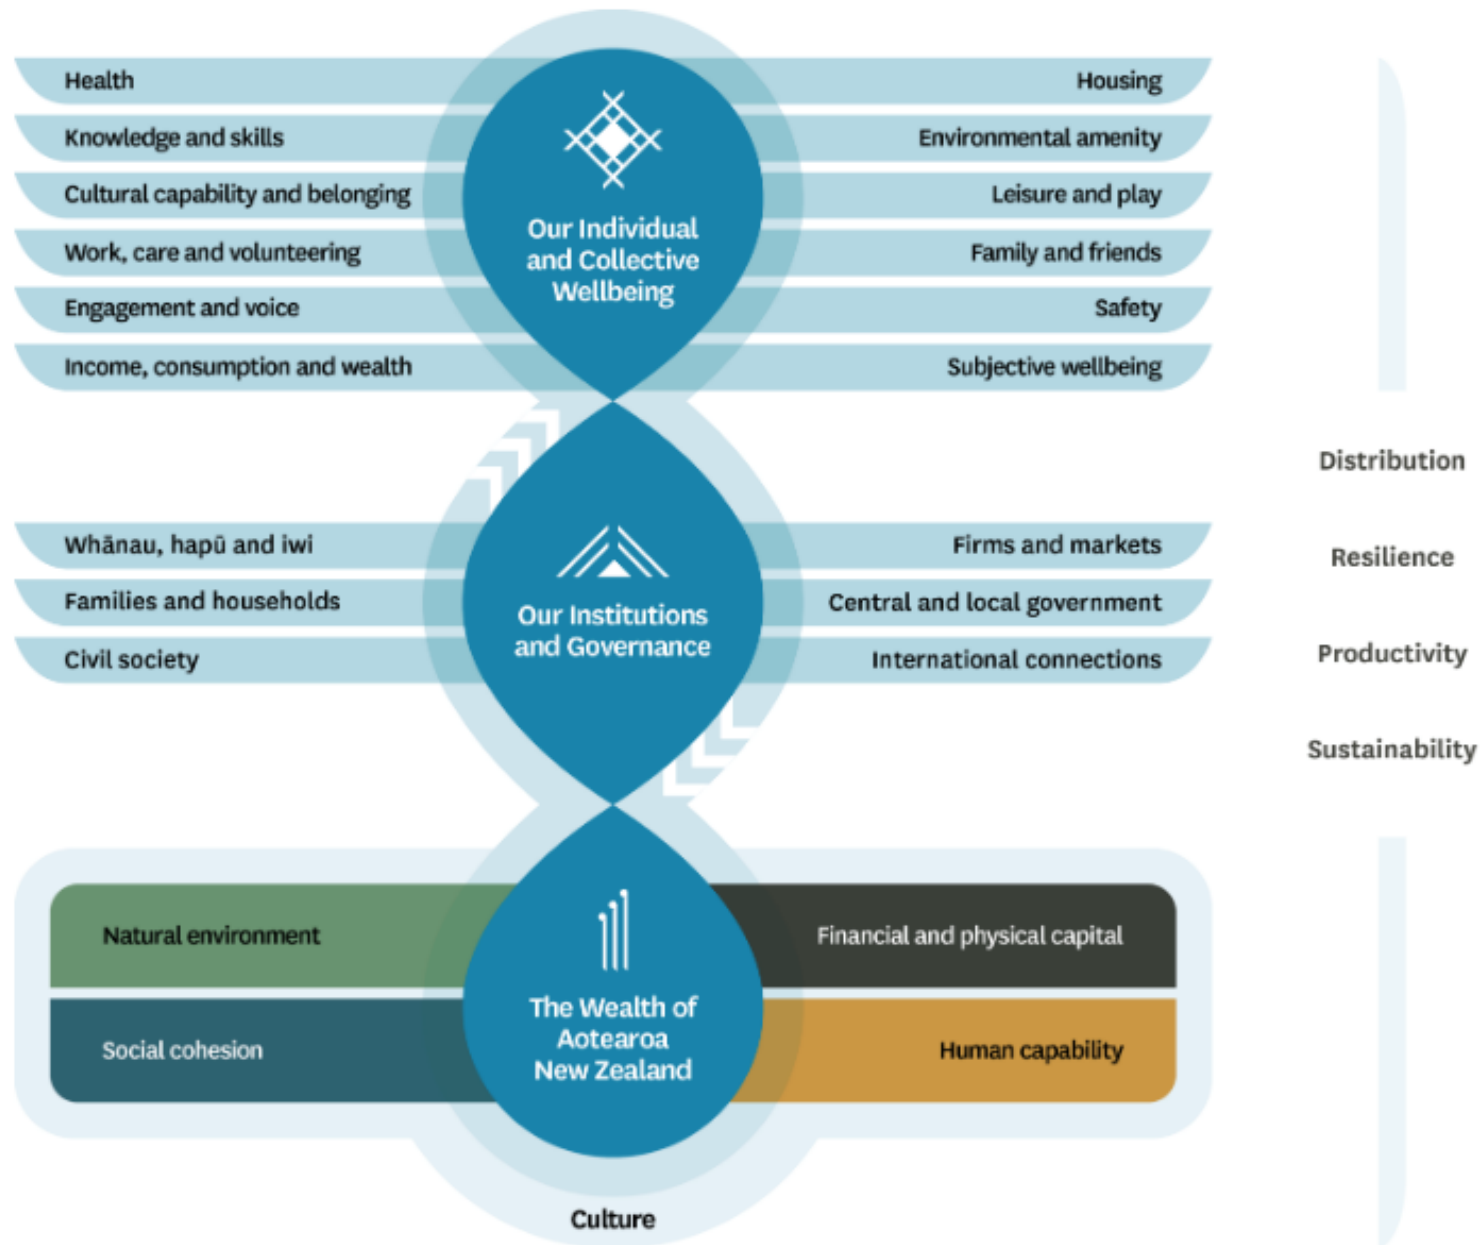 Health
Housing
Knowledge and skills
Environmental amenity
Cultural capability and belonging
Leisure and play
Work, care and volunteering
Family and friends
Engagement and voice
Safety
Income, consumption and wealth
Subjective wellbeing
Our Individual
and Collective
Wellbeing
Whānau, hapū and iwi
Firms and markets
Families and households
Central and local government
Civil society
International connections
Our Institutions
and Governance
Natural environment
Financial and physical capital
Social cohesion
Human capability
The Wealth of
Aotearoa
New Zealand
Culture
Distribution
Resilience
Productivity
Sustainability